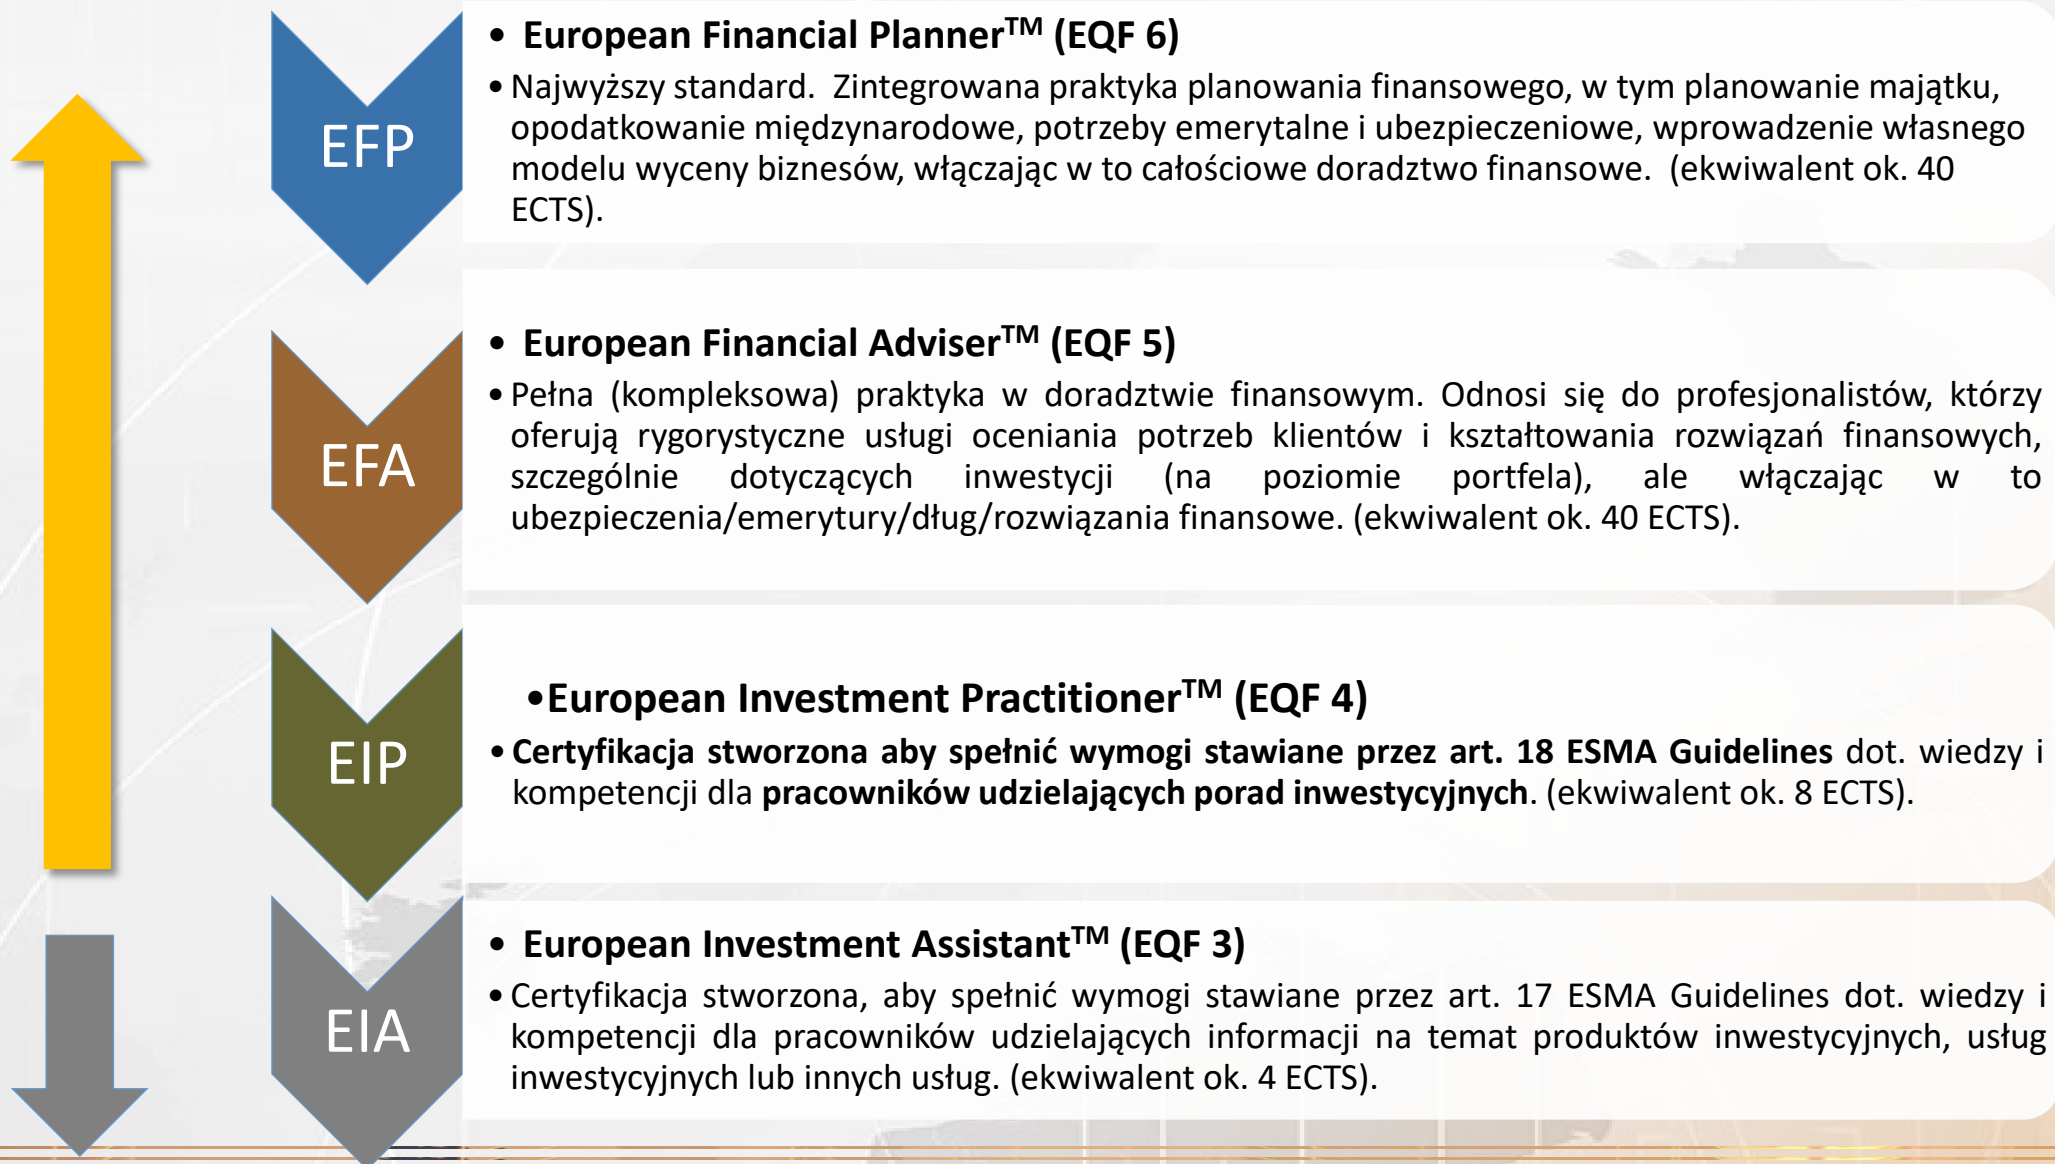 EFP
• European Financial Planner™ (EQF 6)
• Najwyższy standard. Zintegrowana praktyka planowania finansowego, w tym planowanie majątku,
opodatkowanie międzynarodowe, potrzeby emerytalne i ubezpieczeniowe, wprowadzenie własnego
modelu wyceny biznesów, włączając w to całościowe doradztwo finansowe. (ekwiwalent ok. 40
ECTS).
EFA
• European Financial Adviser™ (EQF 5)
• Pełna (kompleksowa) praktyka w doradztwie finansowym. Odnosi się do profesjonalistów, którzy
oferują rygorystyczne usługi oceniania potrzeb klientów i kształtowania rozwiązań finansowych,
szczególnie dotyczących inwestycji (na poziomie portfela), ale włączając w to
ubezpieczenia/emerytury/dług/rozwiązania finansowe. (ekwiwalent ok. 40 ECTS).
EIP
•European Investment Practitioner™ (EQF 4)
• Certyfikacja stworzona aby spełnić wymogi stawiane przez art. 18 ESMA Guidelines dot. wiedzy i
kompetencji dla pracowników udzielających porad inwestycyjnych. (ekwiwalent ok. 8 ECTS).
EIA
• European Investment Assistant™ (EQF 3)
• Certyfikacja stworzona, aby spełnić wymogi stawiane przez art. 17 ESMA Guidelines dot. wiedzy i
kompetencji dla pracowników udzielających informacji na temat produktów inwestycyjnych, usług
inwestycyjnych lub innych usług. (ekwiwalent ok. 4 ECTS).